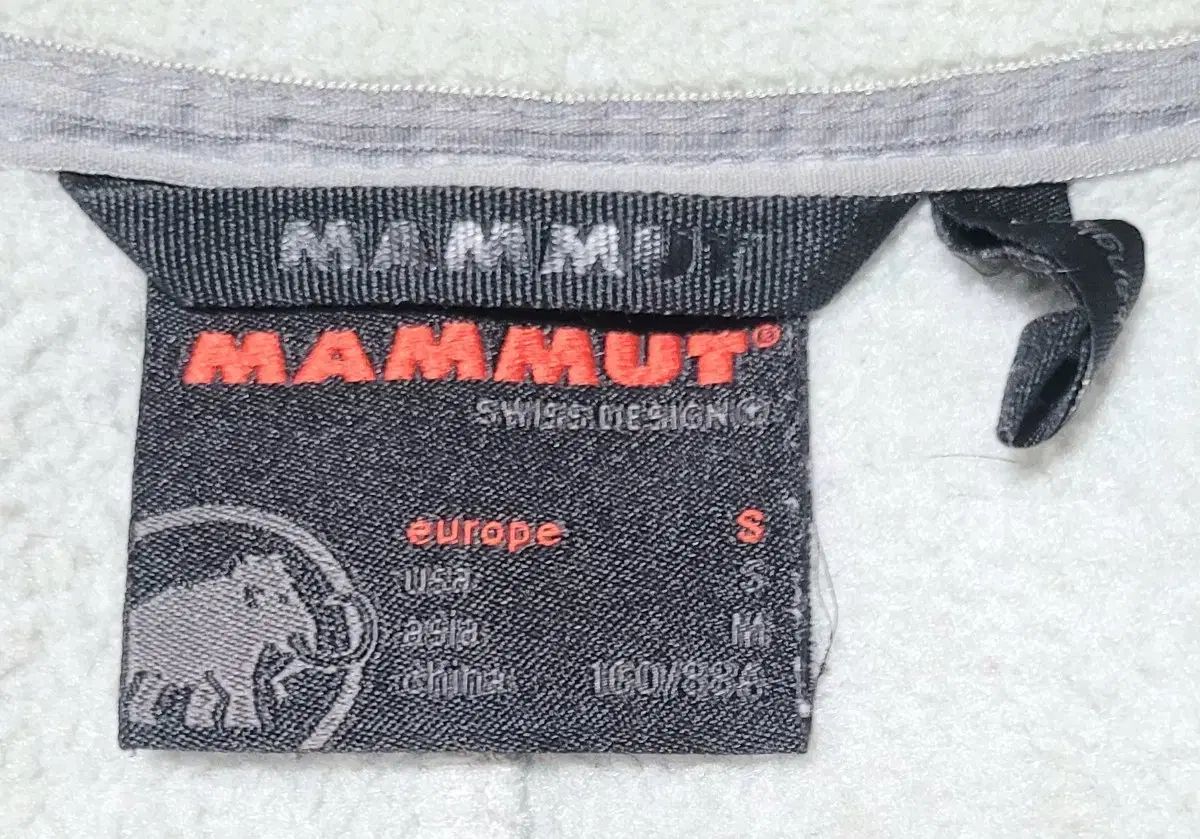 MAMMUT
MAMMUT®
SWISS DESIGN
europe S
usa S
asia M
china 160/88A